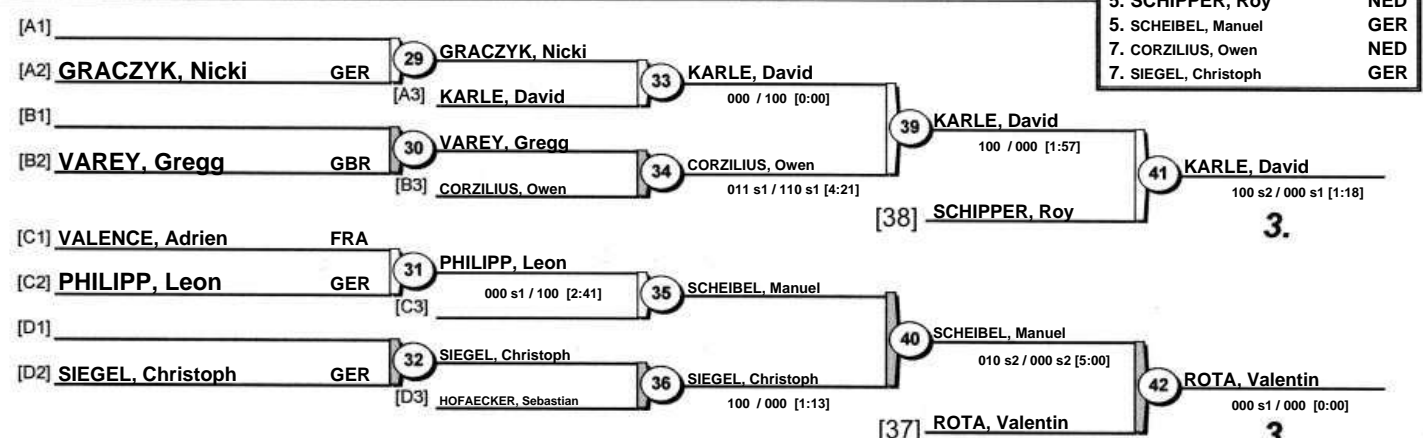 5. SCHIPPER, Roy NED
5. SCHEIBEL, Manuel GER
7. CORZILIUS, Owen NED
7. SIEGEL, Christoph GER
[A1]
29 GRACZYK, Nicki
[A2] GRACZYK, Nicki GER
33 KARLE, David
[A3] KARLE, David
000 / 100 [0:00]
[B1]
39 KARLE, David
30 VAREY, Gregg
100 / 000 [1:57]
[B2] VAREY, Gregg GBR
34 CORZILIUS, Owen
41 KARLE, David
[B3] CORZILIUS, Owen
011 s1 / 110 s1 [4:21]
100 s2 / 000 s1 [1:18]
[38] SCHIPPER, Roy
3.
[C1] VALENCE, Adrien FRA
31 PHILIPP, Leon
[C2] PHILIPP, Leon GER
000 s1 / 100 [2:41]
35 SCHEIBEL, Manuel
[C3]
[D1]
40 SCHEIBEL, Manuel
32 SIEGEL, Christoph
010 s2 / 000 s2 [5:00]
[D2] SIEGEL, Christoph GER
36 SIEGEL, Christoph
42 ROTA, Valentin
[D3] HOFAECKER, Sebastian
100 / 000 [1:13]
000 s1 / 000 [0:00]
[37] ROTA, Valentin
3.